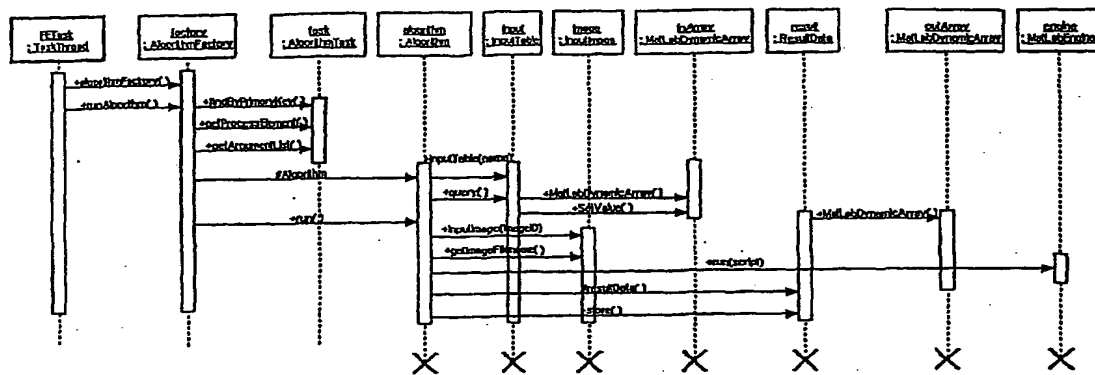 PETask
: TaskThread
factory
: AlgorithmFactory
task
: AlgorithmTask
algorithm
: Algorithm
input
: InputTable
image
: InputImage
inArray
: MatLabDynamicArray
result
: ResultData
outArray
: MatLabDynamicArray
engine
: MatLabEngine
+algorithmFactory( )
+runAlgorithm( )
+findByPrimaryKey( )
+getProcessElement( )
+getArgumentList( )
+InputTable(name)
#Algorithm
+query( )
+MatLabDynamicArray( )
+SetValue( )
+run( )
+MatLabDynamicArray( )
+InputImage(imageID)
+getImageFilename( )
+run(script)
+resultData( )
+store( )